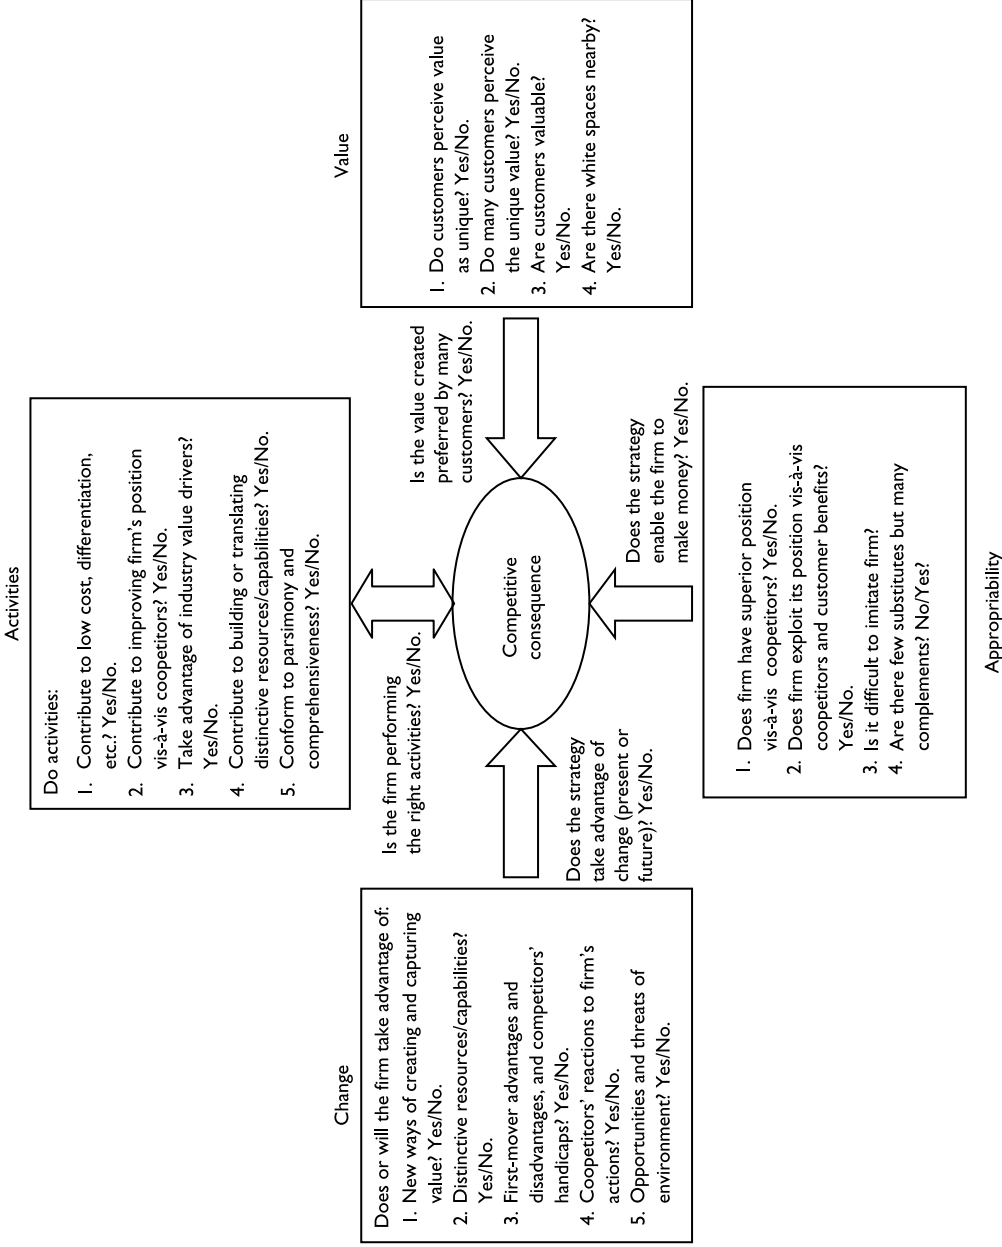 Activities
Do activities:
1. Contribute to low cost, differentiation,
etc.? Yes/No.
2. Contribute to improving firm's position
vis-à-vis coopetitors? Yes/No.
3. Take advantage of industry value drivers?
Yes/No.
4. Contribute to building or translating
distinctive resources/capabilities? Yes/No.
5. Conform to parsimony and
comprehensiveness? Yes/No.
Change
Does or will the firm take advantage of:
1. New ways of creating and capturing
value? Yes/No.
2. Distinctive resources/capabilities?
Yes/No.
3. First-mover advantages and
disadvantages, and competitors'
handicaps? Yes/No.
4. Coopetitors' reactions to firm's
actions? Yes/No.
5. Opportunities and threats of
environment? Yes/No.
Is the firm performing
the right activities? Yes/No.
Does the strategy
take advantage of
change (present or
future)? Yes/No.
Competitive
consequence
Is the value created
preferred by many
customers? Yes/No.
Does the strategy
enable the firm to
make money? Yes/No.
Value
1. Do customers perceive value
as unique? Yes/No.
2. Do many customers perceive
the unique value? Yes/No.
3. Are customers valuable?
Yes/No.
4. Are there white spaces nearby?
Yes/No.
1. Does firm have superior position
vis-à-vis coopetitors? Yes/No.
2. Does firm exploit its position vis-à-vis
coopetitors and customer benefits?
Yes/No.
3. Is it difficult to imitate firm?
4. Are there few substitutes but many
complements? No/Yes?
Appropriability